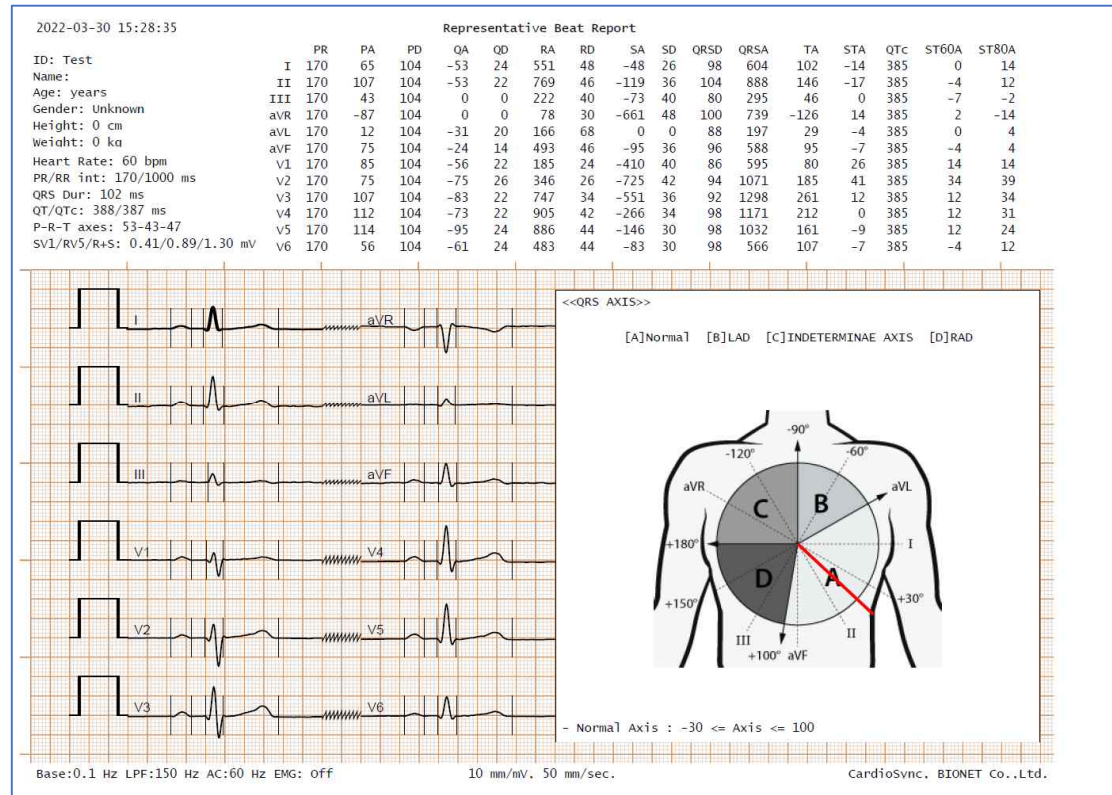 2022-03-30 15:28:35 Representative Beat Report
ID: Test
Name:
Age: years
Gender: Unknown
Height: 0 cm
Weight: 0 kg
Heart Rate: 60 bpm
PR/RR int: 170/1000 ms
QRS Dur: 102 ms
QT/QTc: 388/387 ms
P-R-T axes: 53-43-47
SV1/RV5/R+S: 0.41/0.89/1.30 mV
PR PA PD QA QD RA RD SA SD QRSD QRSA TA STA QTc ST60A ST80A
I 170 65 104 -53 24 551 48 -48 26 98 604 102 -14 385 0 14
II 170 107 104 -53 22 769 46 -119 36 104 888 146 -17 385 -4 12
III 170 43 104 0 0 222 40 -73 40 80 295 46 0 385 -7 -2
aVR 170 -87 104 0 0 78 30 -661 48 100 739 -126 14 385 2 -14
aVL 170 12 104 -31 20 166 68 0 0 88 197 29 -4 385 0 4
aVF 170 75 104 -24 14 493 46 -95 36 96 588 95 -7 385 -4 4
V1 170 85 104 -56 22 185 24 -410 40 86 595 80 26 385 14 14
V2 170 75 104 -75 26 346 26 -725 42 94 1071 185 41 385 34 39
V3 170 107 104 -83 22 747 34 -551 36 92 1298 261 12 385 12 34
V4 170 112 104 -73 22 905 42 -266 34 98 1171 212 0 385 12 31
V5 170 114 104 -95 24 886 44 -146 30 98 1032 161 -9 385 12 24
V6 170 56 104 -61 24 483 44 -83 30 98 566 107 -7 385 -4 12
I aVR
II aVL
III aVF
V1 V4
V2 V5
V3 V6
<<QRS AXIS>>
[A]Normal [B]LAD [C]INDETERMINAE AXIS [D]RAD
-90°
-120° -60°
aVR aVL
C B
+180° I
D A
+150° +30°
III II
+100° aVF
- Normal Axis : -30 <= Axis <= 100
Base:0.1 Hz LPF:150 Hz AC:60 Hz EMG: Off 10 mm/mV, 50 mm/sec. CardioSync, BIONET Co.,Ltd.